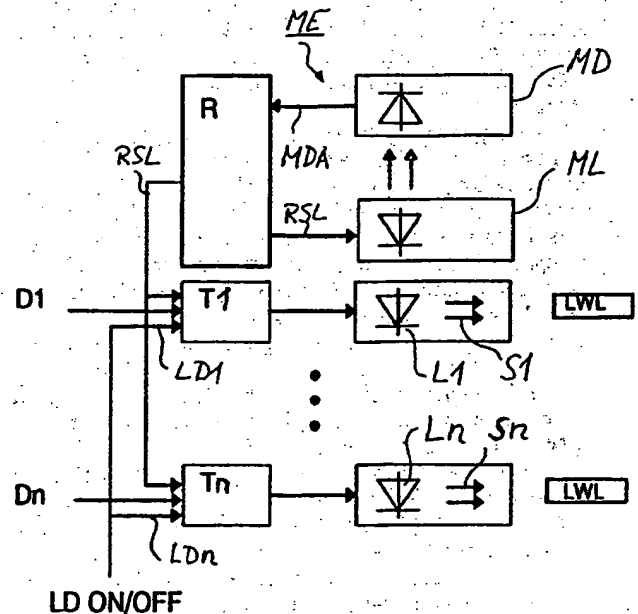 ME
MD
R
MDA
RSL
ML
RSL
D1
T1
LWL
LD1
L1
S1
Ln
Sn
Dn
Tn
LWL
LDn
LD ON/OFF